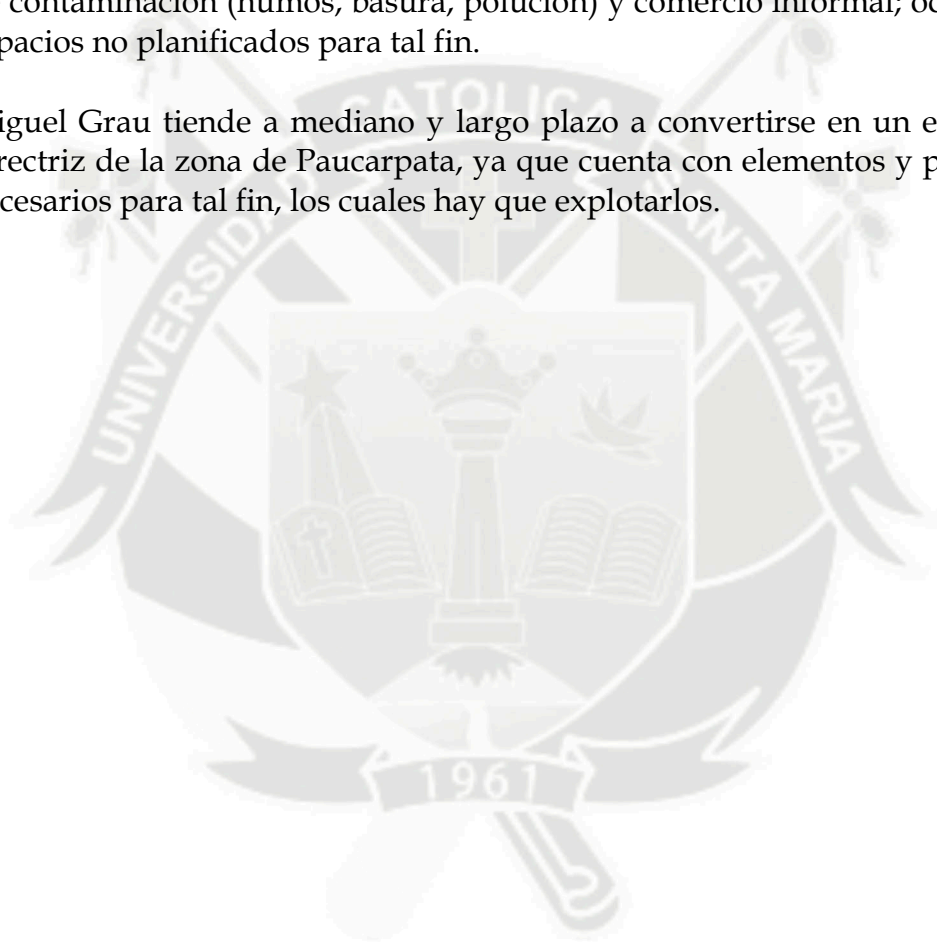 contaminación (humos, basura, polución) y comercio informal;
pacios no planificados para tal fin.
iguel Grau tiende a mediano y largo plazo a convertirse en un e
rectriz de la zona de Paucarpata, ya que cuenta con elementos y p
cesarios para tal fin, los cuales hay que explotarlos.
UNIVERSIDAD CATOLICA SANTA MARIA
1961